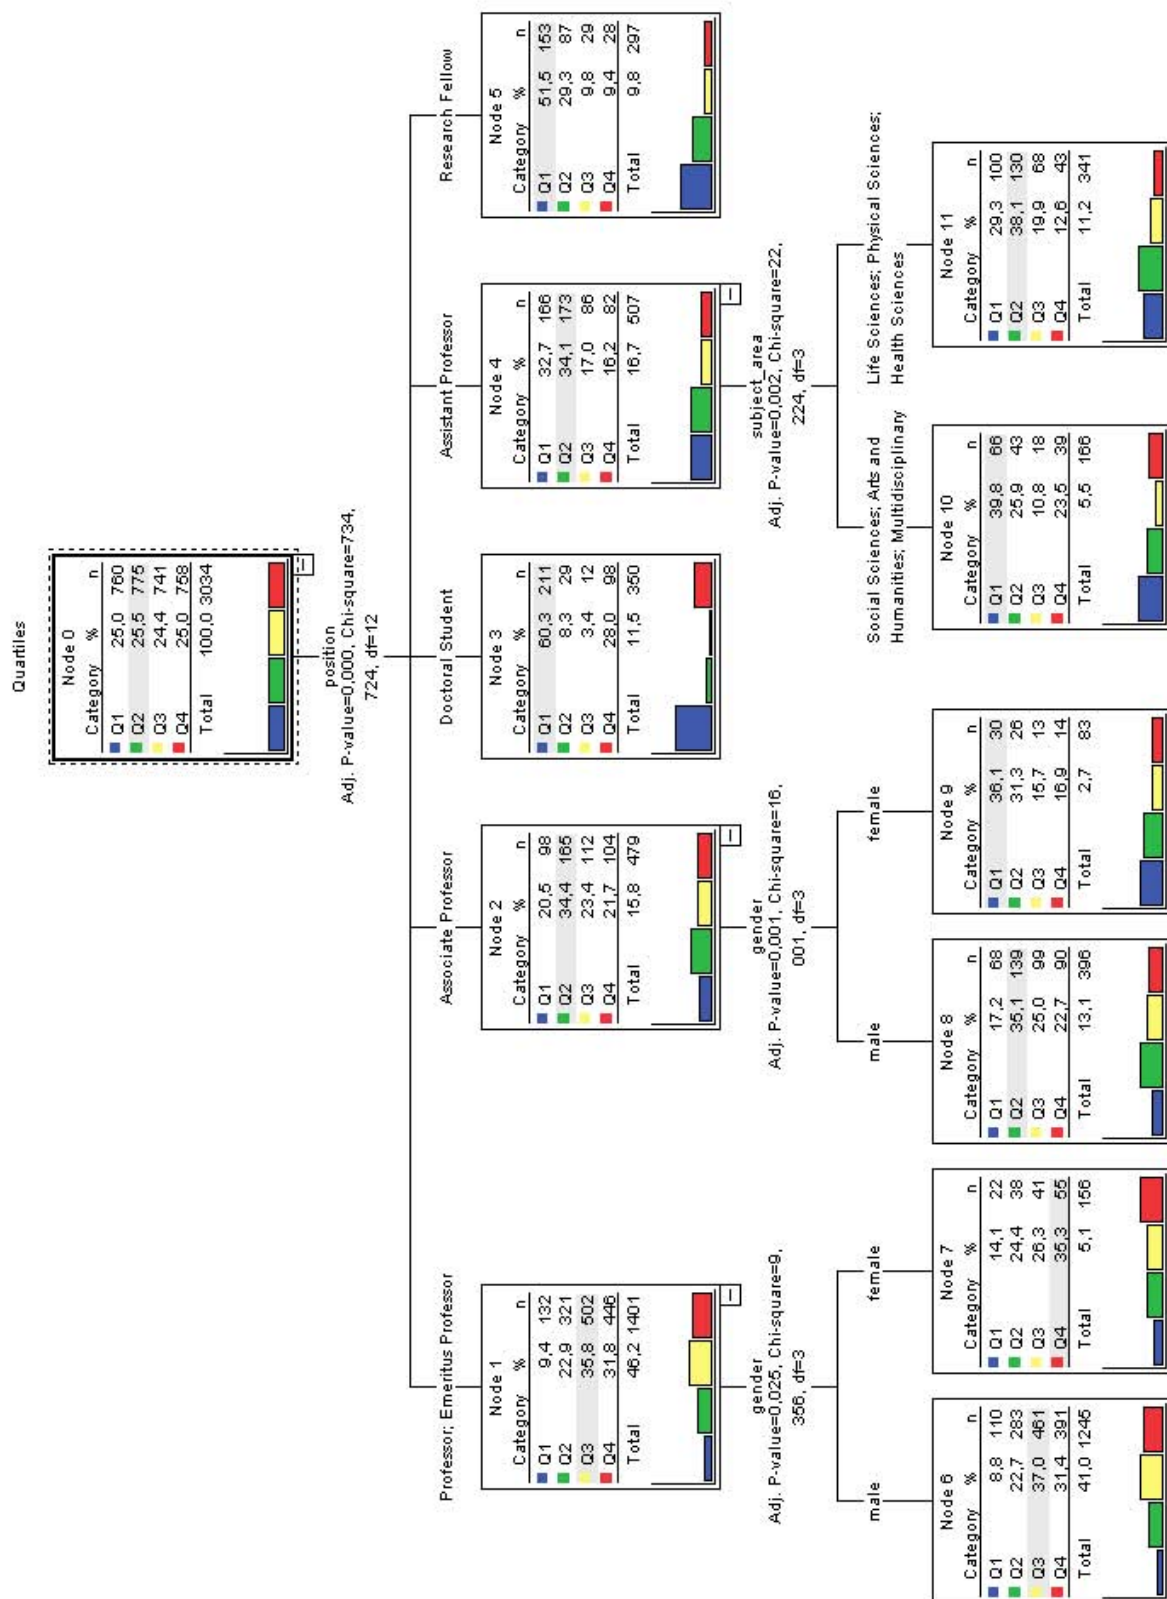 Quartiles
Node 0
Category % n
Q1 25,0 760
Q2 25,5 775
Q3 24,4 741
Q4 25,0 758
Total 100,0 3034
position
Adj. P-value=0,000, Chi-square=734,
724, df=12
Professor; Emeritus Professor
Node 1
Category % n
Q1 9,4 132
Q2 22,9 321
Q3 35,8 502
Q4 31,8 446
Total 46,2 1401
Associate Professor
Node 2
Category % n
Q1 20,5 98
Q2 34,4 165
Q3 23,4 112
Q4 21,7 104
Total 15,8 479
Doctoral Student
Node 3
Category % n
Q1 60,3 211
Q2 8,3 29
Q3 3,4 12
Q4 28,0 98
Total 11,5 350
Assistant Professor
Node 4
Category % n
Q1 32,7 166
Q2 34,1 173
Q3 17,0 86
Q4 16,2 82
Total 16,7 507
Research Fellow
Node 5
Category % n
Q1 51,5 153
Q2 29,3 87
Q3 9,8 29
Q4 9,4 28
Total 9,8 297
gender
Adj. P-value=0,025, Chi-square=9,
356, df=3
gender
Adj. P-value=0,001, Chi-square=16,
001, df=3
subject_area
Adj. P-value=0,002, Chi-square=22,
224, df=3
male
Node 6
Category % n
Q1 8,8 110
Q2 22,7 283
Q3 37,0 461
Q4 31,4 391
Total 41,0 1245
female
Node 7
Category % n
Q1 14,1 22
Q2 24,4 38
Q3 26,3 41
Q4 35,3 55
Total 5,1 156
male
Node 8
Category % n
Q1 17,2 68
Q2 35,1 139
Q3 25,0 99
Q4 22,7 90
Total 13,1 396
female
Node 9
Category % n
Q1 36,1 30
Q2 31,3 26
Q3 15,7 13
Q4 16,9 14
Total 2,7 83
Social Sciences; Arts and
Humanities; Multidisciplinary
Node 10
Category % n
Q1 39,8 66
Q2 25,9 43
Q3 10,8 18
Q4 23,5 39
Total 5,5 166
Life Sciences; Physical Sciences;
Health Sciences
Node 11
Category % n
Q1 29,3 100
Q2 38,1 130
Q3 19,9 68
Q4 12,6 43
Total 11,2 341